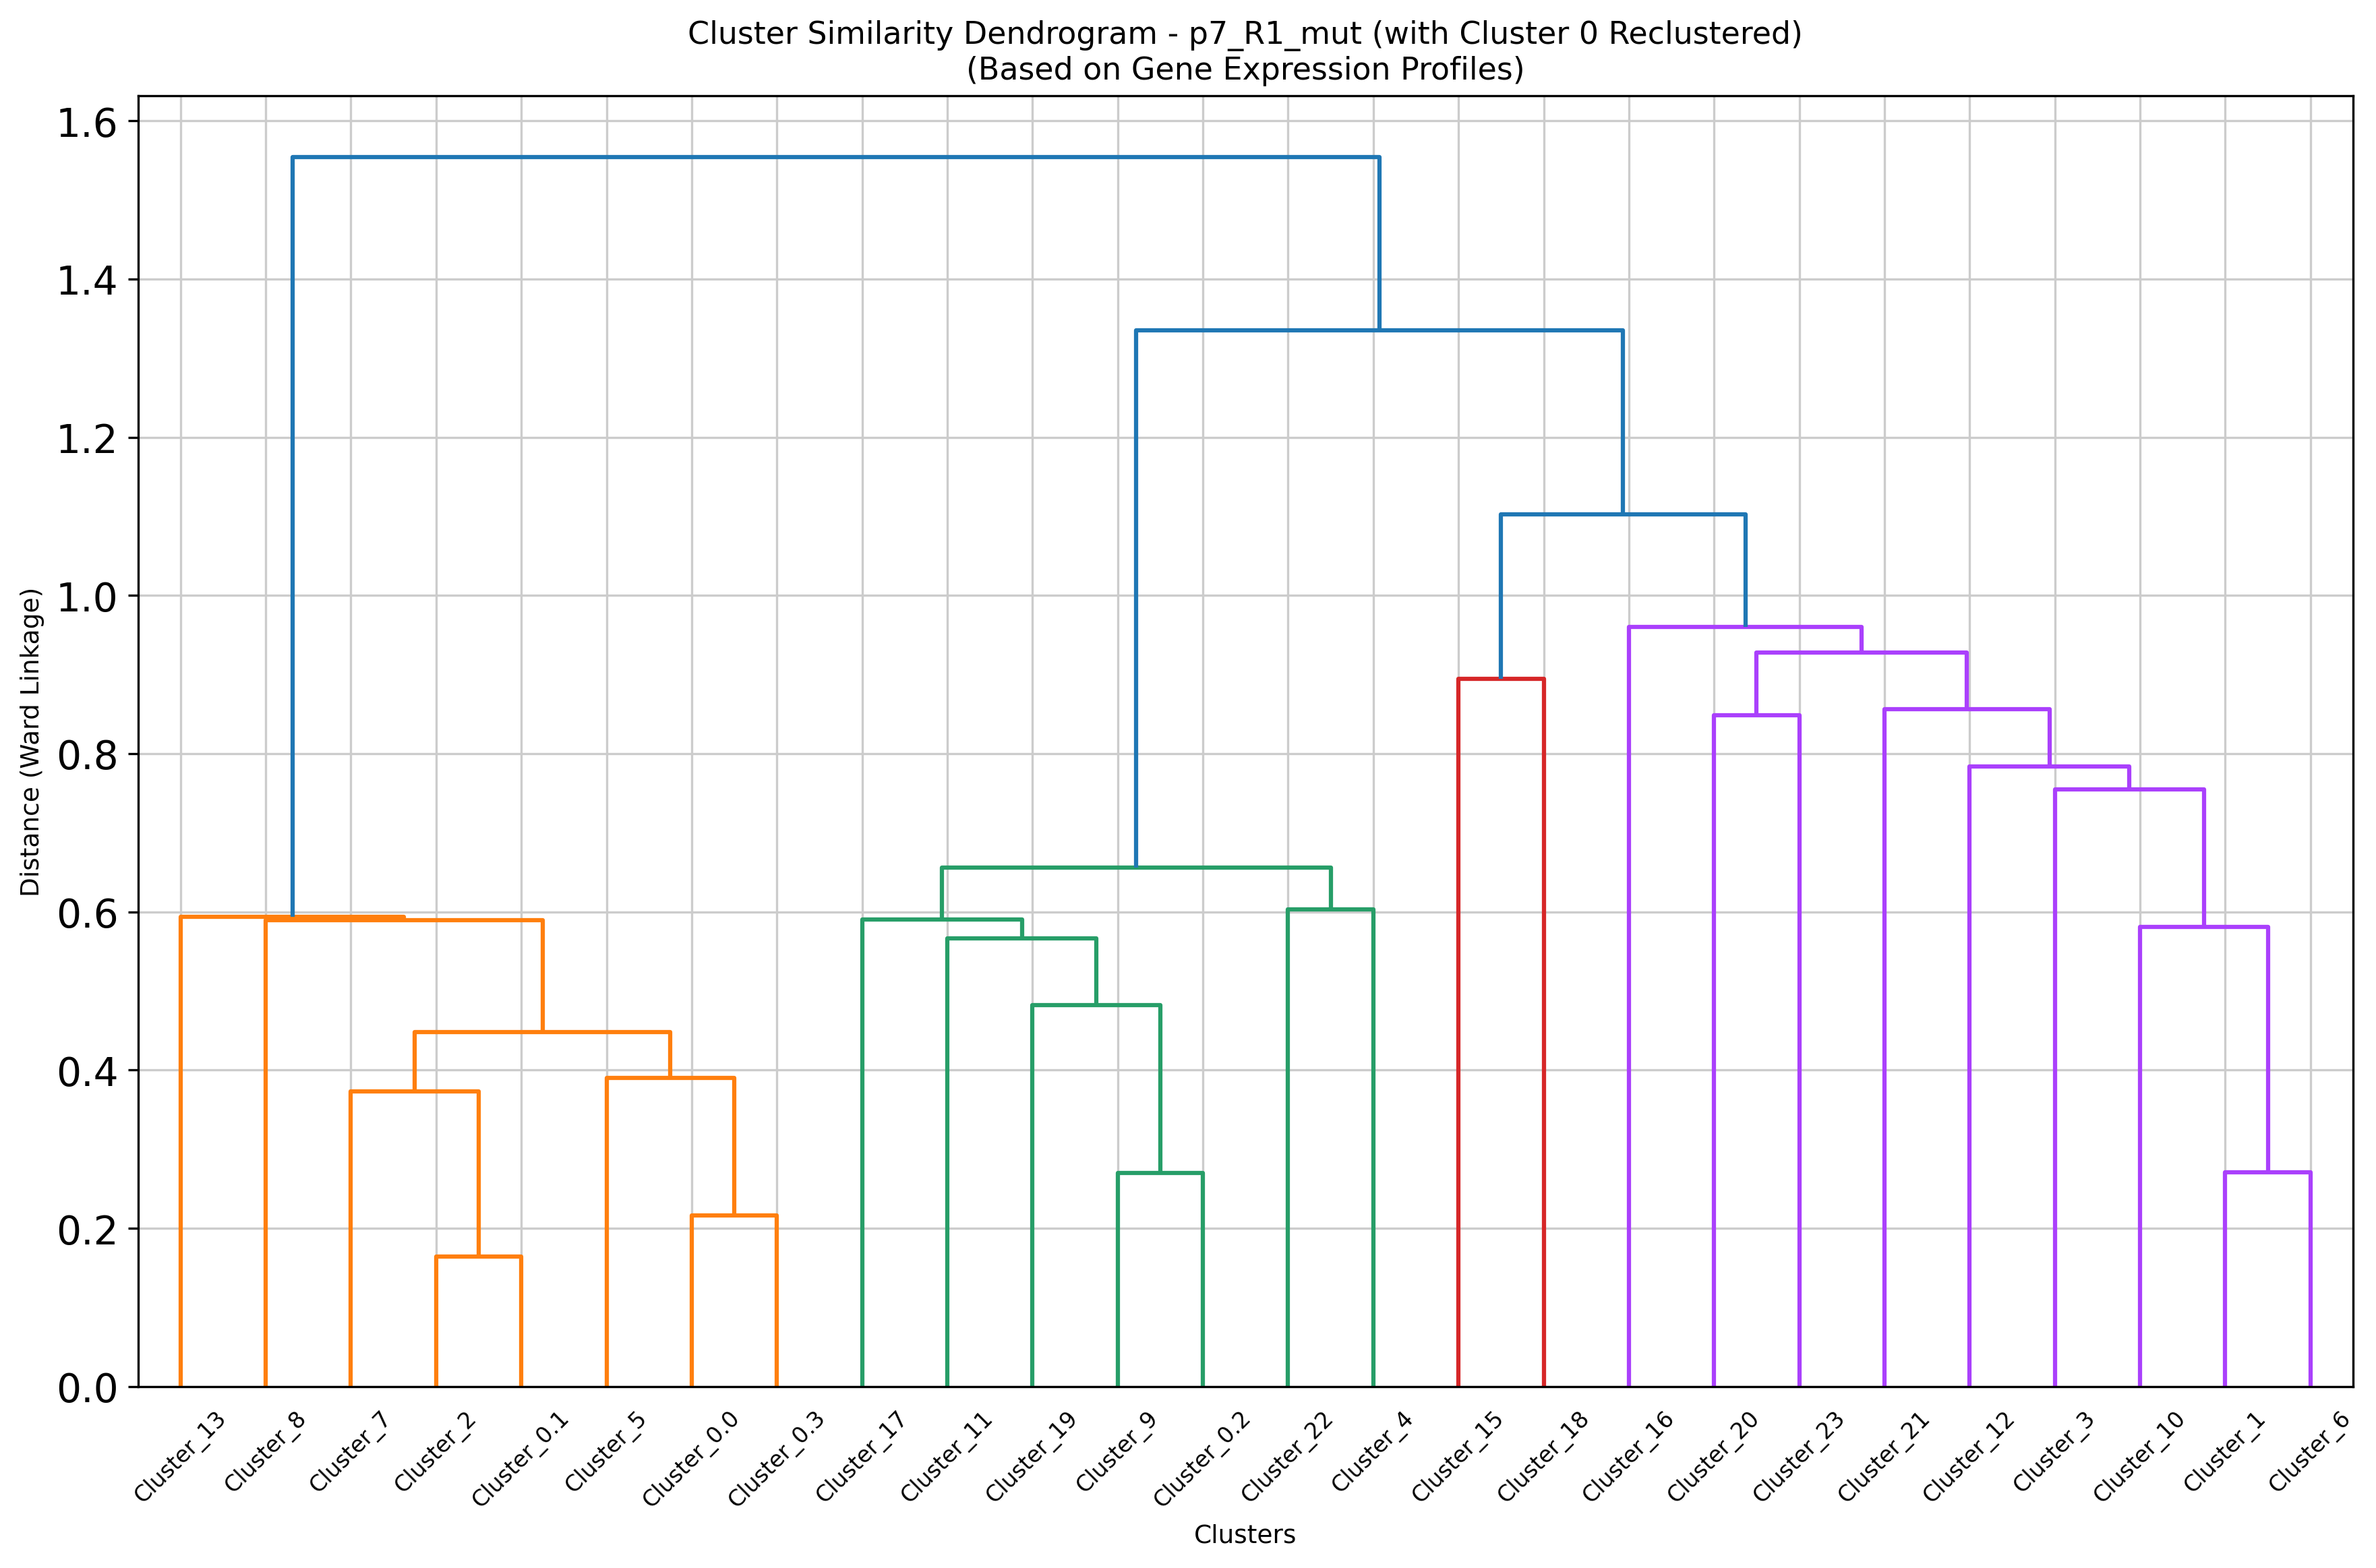 Cluster Similarity Dendrogram - p7_R1_mut (with Cluster 0 Reclustered)
(Based on Gene Expression Profiles)
1.6
1.4
1.2
1.0
0.8
0.6
0.4
0.2
0.0
Distance (Ward Linkage)
Cluster_13
Cluster_8
Cluster_7
Cluster_2
Cluster_0.1
Cluster_5
Cluster_0.0
Cluster_0.3
Cluster_17
Cluster_11
Cluster_19
Cluster_9
Cluster_0.2
Cluster_22
Cluster_4
Cluster_15
Cluster_18
Cluster_16
Cluster_20
Cluster_23
Cluster_21
Cluster_12
Cluster_3
Cluster_10
Cluster_1
Cluster_6
Clusters